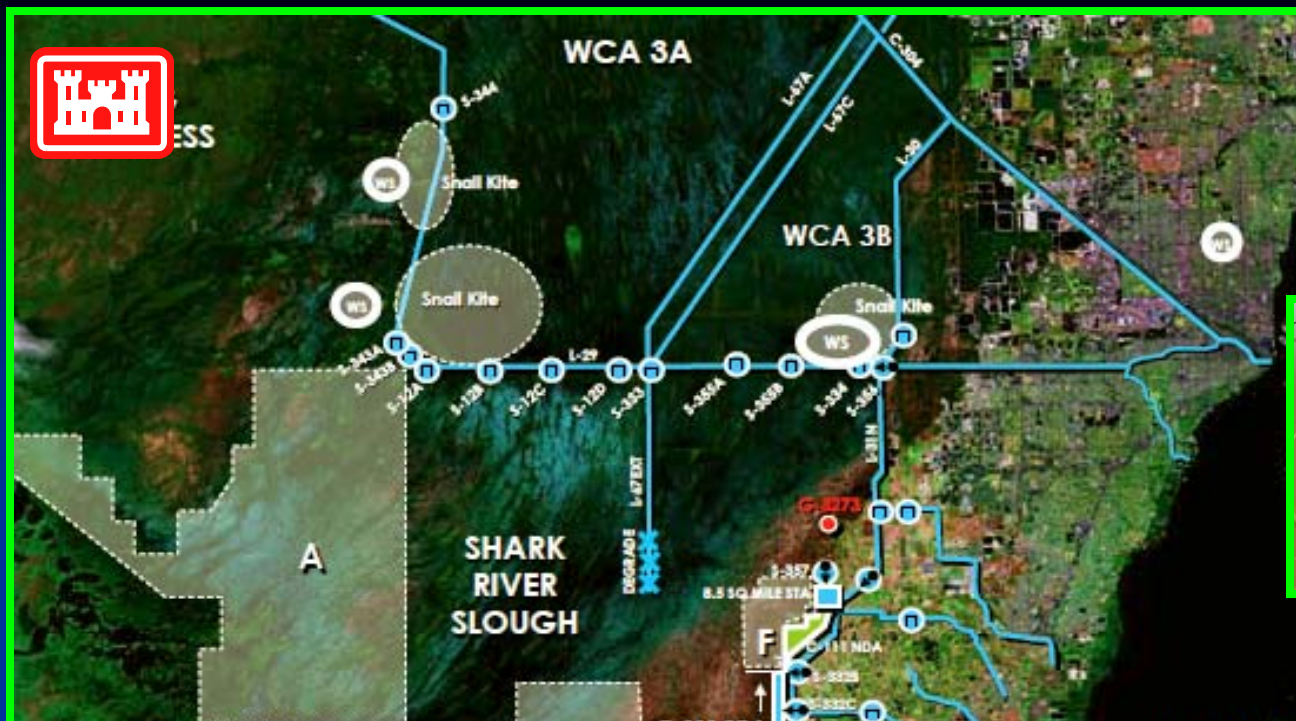 WCA 3A
C-304
L-67A
S-344
L-67C
ESS
L-30
WS
Snail Kite
WCA 3B
WS
Snail Kite
WS
Snail Kite
WS
S-343A
L-29
S-343B
S-12A
S-12B
S-12C
S-12D
S-333
S-355A
S-355B
S-334
S-356
L-31N
L-67 EXT
G-3273
A
SHARK
RIVER
SLOUGH
DEGRADE
S-357
8.5 SQ MILE STA
F
C-111 NDA
S-332B
S-332C